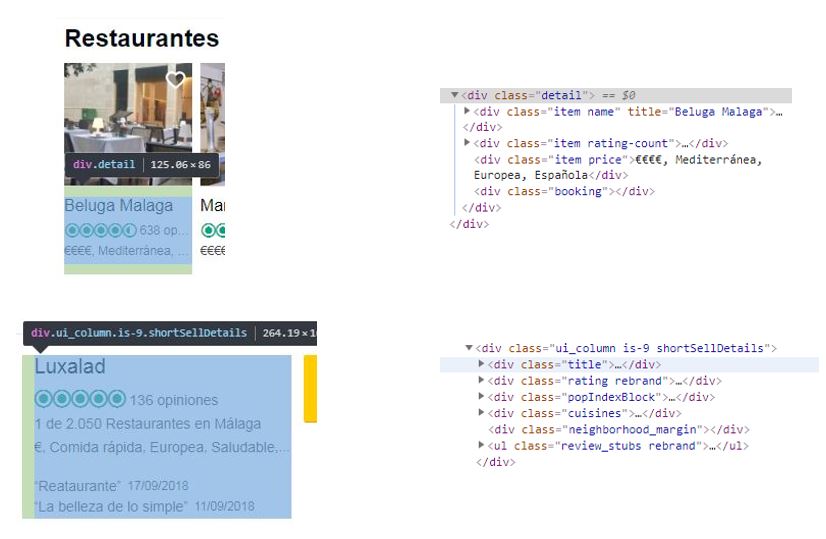 Restaurantes
div.detail | 125.06 × 86
Beluga Malaga
Mar
638 op...
€€€€, Mediterránea, ...
€€€€
<div class="detail"> == $0
<div class="item name" title="Beluga Malaga">…
</div>
<div class="item rating-count">…</div>
<div class="item price">€€€€, Mediterránea,
Europea, Española</div>
<div class="booking"></div>
</div>
</div>
div.ui_column.is-9.shortSellDetails | 264.19 × 1
Luxalad
136 opiniones
1 de 2.050 Restaurantes en Málaga
€, Comida rápida, Europea, Saludable,...
“Reataurante” 17/09/2018
“La belleza de lo simple” 11/09/2018
<div class="ui_column is-9 shortSellDetails">
<div class="title">…</div>
<div class="rating rebrand">…</div>
<div class="popIndexBlock">…</div>
<div class="cuisines">…</div>
<div class="neighborhood_margin"></div>
<ul class="review_stubs rebrand">…</ul>
</div>